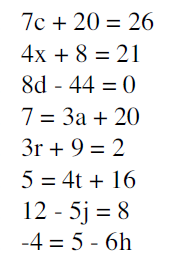 7c + 20 = 26
4x + 8 = 21
8d - 44 = 0
7 = 3a + 20
3r + 9 = 2
5 = 4t + 16
12 - 5j = 8
-4 = 5 - 6h